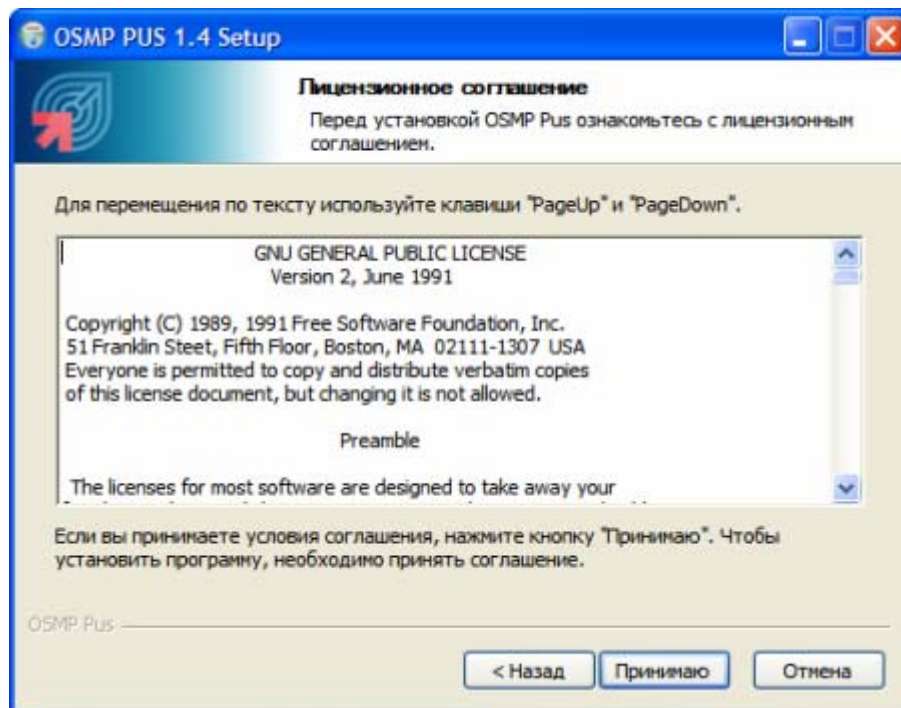 OSMP PUS 1.4 Setup
Лицензионное соглашение
Перед установкой OSMP Pus ознакомьтесь с лицензионным
соглашением.
Для перемещения по тексту используйте клавиши "PageUp" и "PageDown".
GNU GENERAL PUBLIC LICENSE
Version 2, June 1991
Copyright (C) 1989, 1991 Free Software Foundation, Inc.
51 Franklin Steet, Fifth Floor, Boston, MA 02111-1307 USA
Everyone is permitted to copy and distribute verbatim copies
of this license document, but changing it is not allowed.
Preamble
The licenses for most software are designed to take away your
Если вы принимаете условия соглашения, нажмите кнопку "Принимаю". Чтобы
установить программу, необходимо принять соглашение.
OSMP Pus
< Назад
Принимаю
Отмена